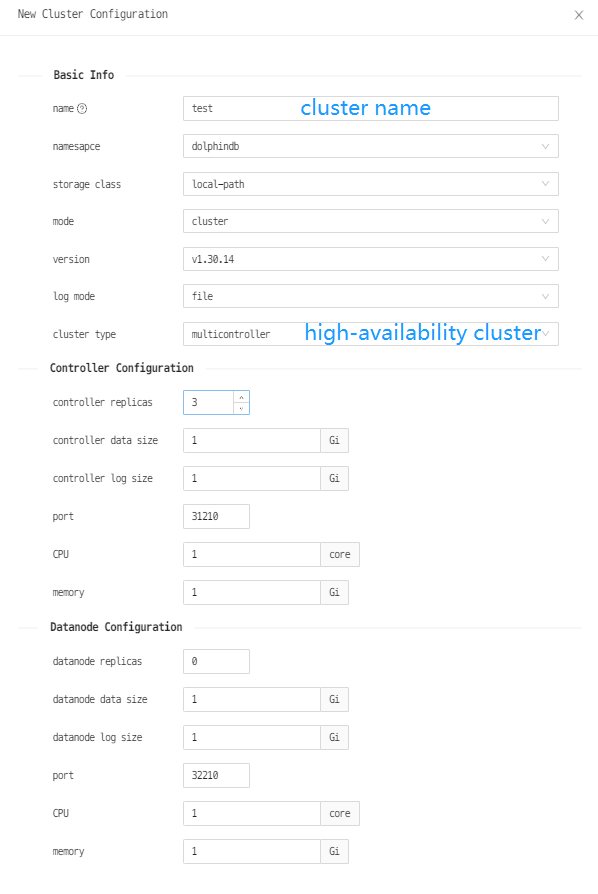 New Cluster Configuration
Basic Info
name test cluster name
namesapce dolphindb
storage class local-path
mode cluster
version v1.30.14
log mode file
cluster type multicontroller high-availability cluster
Controller Configuration
controller replicas 3
controller data size 1 Gi
controller log size 1 Gi
port 31210
CPU 1 core
memory 1 Gi
Datanode Configuration
datanode replicas 0
datanode data size 1 Gi
datanode log size 1 Gi
port 32210
CPU 1 core
memory 1 Gi